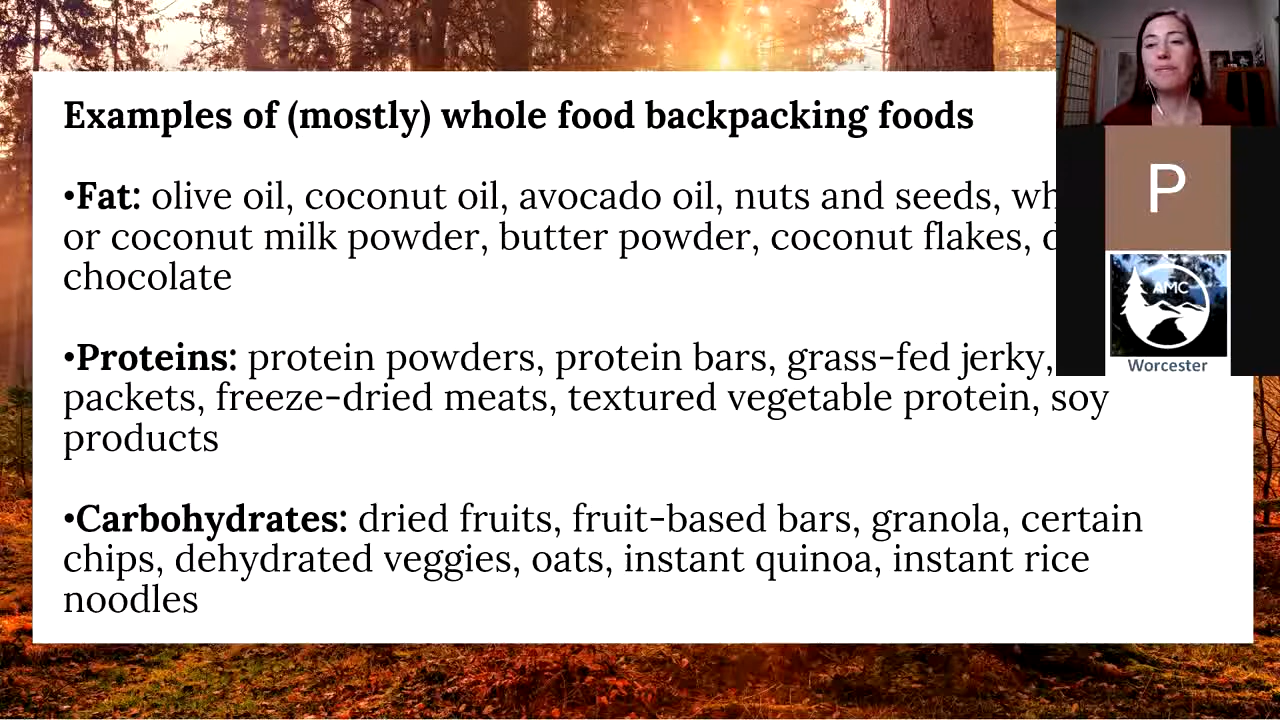 Examples of (mostly) whole food backpacking foods
•Fat: olive oil, coconut oil, avocado oil, nuts and seeds,
or coconut milk powder, butter powder, coconut flakes,
chocolate
•Proteins: protein powders, protein bars, grass-fed jerky,
packets, freeze-dried meats, textured vegetable protein, soy
products
•Carbohydrates: dried fruits, fruit-based bars, granola, certain
chips, dehydrated veggies, oats, instant quinoa, instant rice
noodles
P
AMC
Worcester